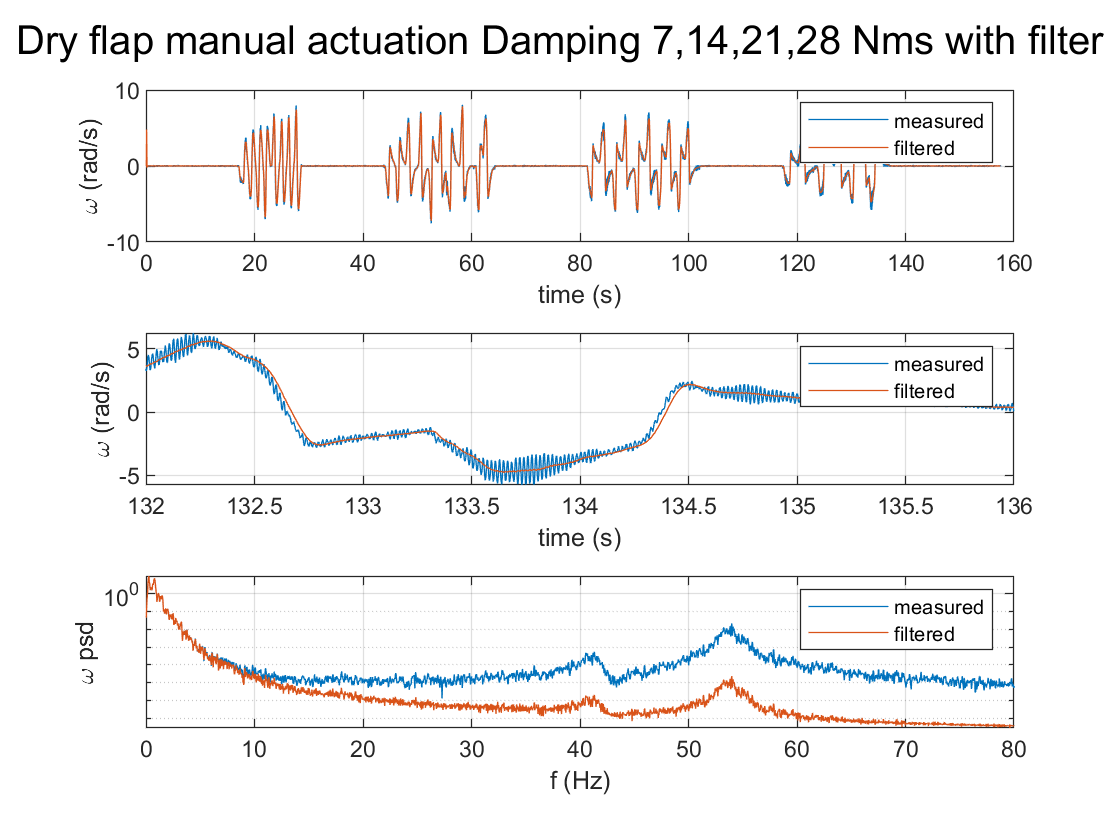 Dry flap manual actuation Damping 7,14,21,28 Nms with filter
10
0
-10
ω (rad/s)
measured
filtered
0 20 40 60 80 100 120 140 160
time (s)
5
0
-5
ω (rad/s)
measured
filtered
132 132.5 133 133.5 134 134.5 135 135.5 136
time (s)
10^0
ω psd
measured
filtered
0 10 20 30 40 50 60 70 80
f (Hz)